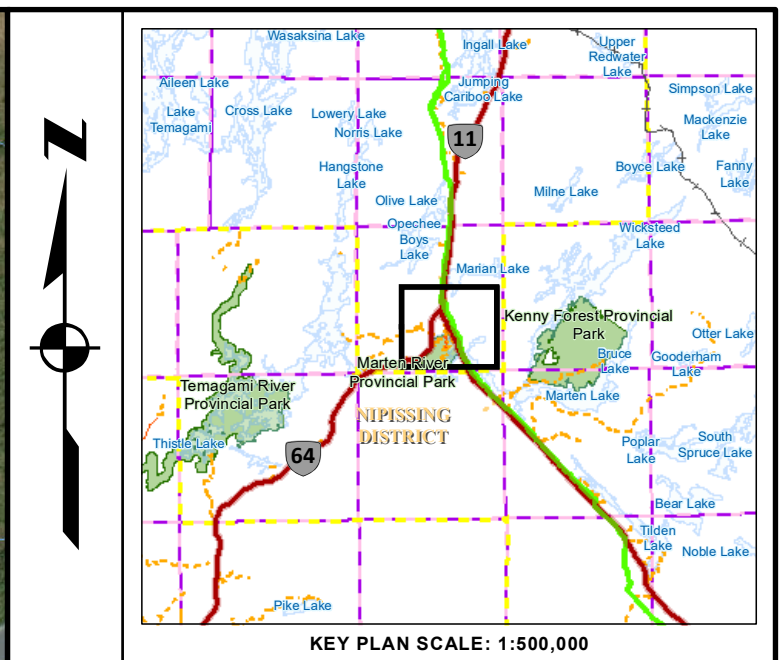 N
Wasaksina Lake
Ingall Lake
Upper
Redwater
Lake
Aileen Lake
Jumping
Cariboo Lake
Simpson Lake
Lake
Temagami
Cross Lake
Lowery Lake
Norris Lake
Mackenzie
Lake
11
Hangstone
Lake
Boyce Lake
Fanny
Lake
Milne Lake
Olive Lake
Opechee
Boys
Lake
Wicksteed
Lake
Marian Lake
Kenny Forest Provincial
Park
Otter Lake
Bruce
Lake
Gooderham
Lake
Marten River
Provincial Park
Temagami River
Provincial Park
Marten Lake
NIPISSING
DISTRICT
Thistle Lake
64
Poplar
Lake
South
Spruce Lake
Bear Lake
Tilden
Lake
Noble Lake
Pike Lake
KEY PLAN SCALE: 1:500,000